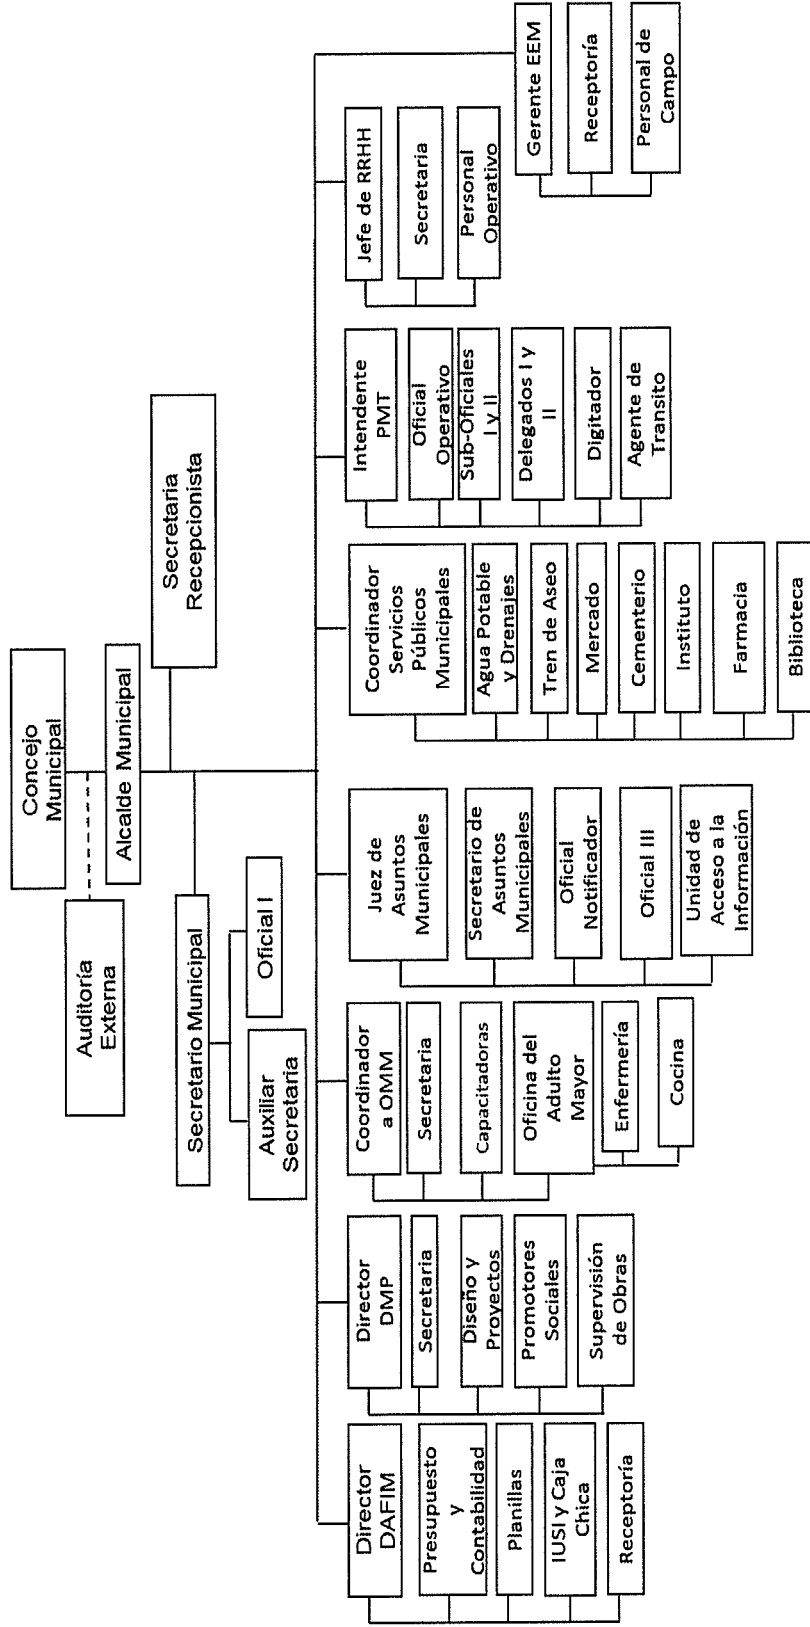 Concejo
Municipal
Auditoría
Externa
Alcalde Municipal
Secretaria
Recepcionista
Secretario Municipal
Auxiliar
Secretaria
Oficial I
Director
DAFIM
Presupuesto
y
Contabilidad
Planillas
IUSI y Caja
Chica
Receptoría
Director
DMP
Secretaria
Diseño y
Proyectos
Promotores
Sociales
Supervisión
de Obras
Coordinador
a OMM
Secretaria
Capacitadoras
Oficina del
Adulto
Mayor
Enfermería
Cocina
Juez de
Asuntos
Municipales
Secretario de
Asuntos
Municipales
Oficial
Notificador
Oficial III
Unidad de
Acceso a la
Información
Coordinador
Servicios
Públicos
Municipales
Agua Potable
y Drenajes
Tren de Aseo
Mercado
Cementerio
Instituto
Farmacia
Biblioteca
Intendente
PMT
Oficial
Operativo
Sub-Oficiales
I y II
Delegados I y
II
Digitador
Agente de
Transito
Jefe de RRHH
Secretaria
Personal
Operativo
Gerente EEM
Receptoría
Personal de
Campo